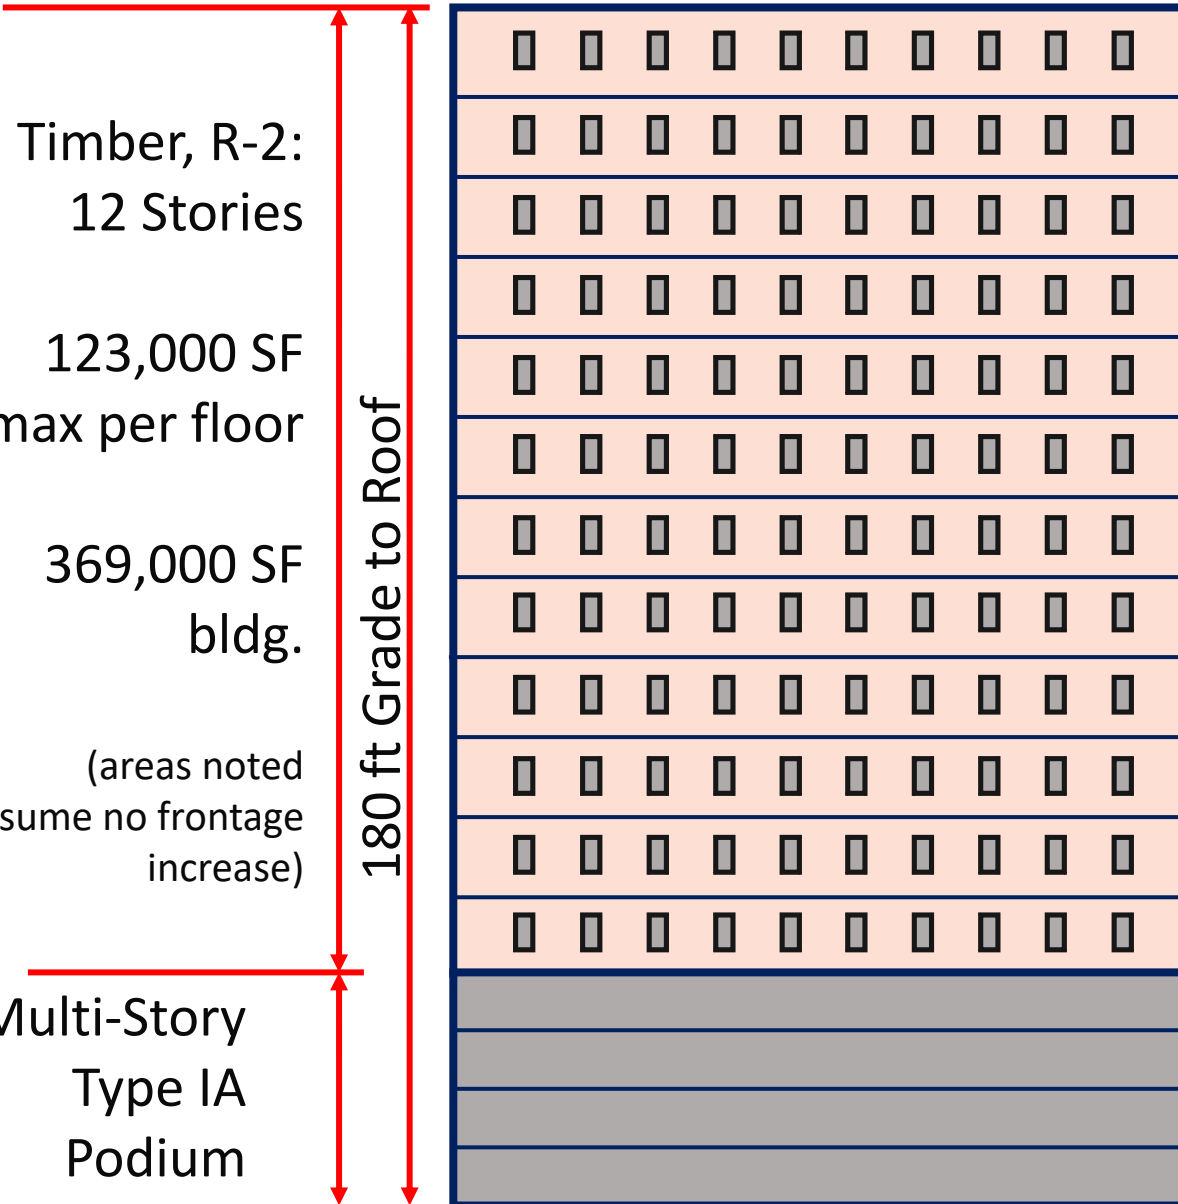 Timber, R-2:
12 Stories
123,000 SF
max per floor
369,000 SF
bldg.
(areas noted
sume no frontage
increase)
180 ft Grade to Roof
Multi-Story
Type IA
Podium